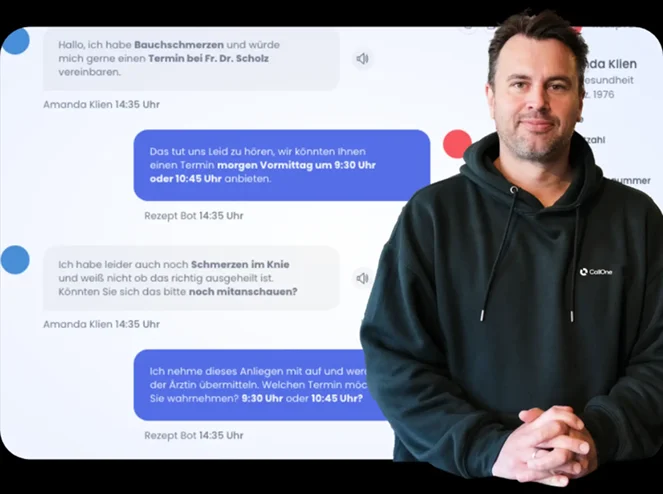 Hallo, ich habe Bauchschmerzen und würde
mich gerne einen Termin bei Fr. Dr. Scholz
vereinbaren.
Amanda Klien 14:35 Uhr
Das tut uns Leid zu hören, wir könnten Ihnen
einen Termin morgen Vormittag um 9:30 Uhr
oder 10:45 Uhr anbieten.
Rezept Bot 14:35 Uhr
Ich habe leider auch noch Schmerzen im Knie
und weiß nicht ob das richtig ausgeheilt ist.
Könnten Sie sich das bitte noch mitanschauen?
Amanda Klien 14:35 Uhr
Ich nehme dieses Anliegen mit auf und wer
der Ärztin übermitteln. Welchen Termin möc
Sie wahrnehmen? 9:30 Uhr oder 10:45 Uhr?
Rezept Bot 14:35 Uhr
nda Klien
esundheit
1976
zahl
nummer
CallOne